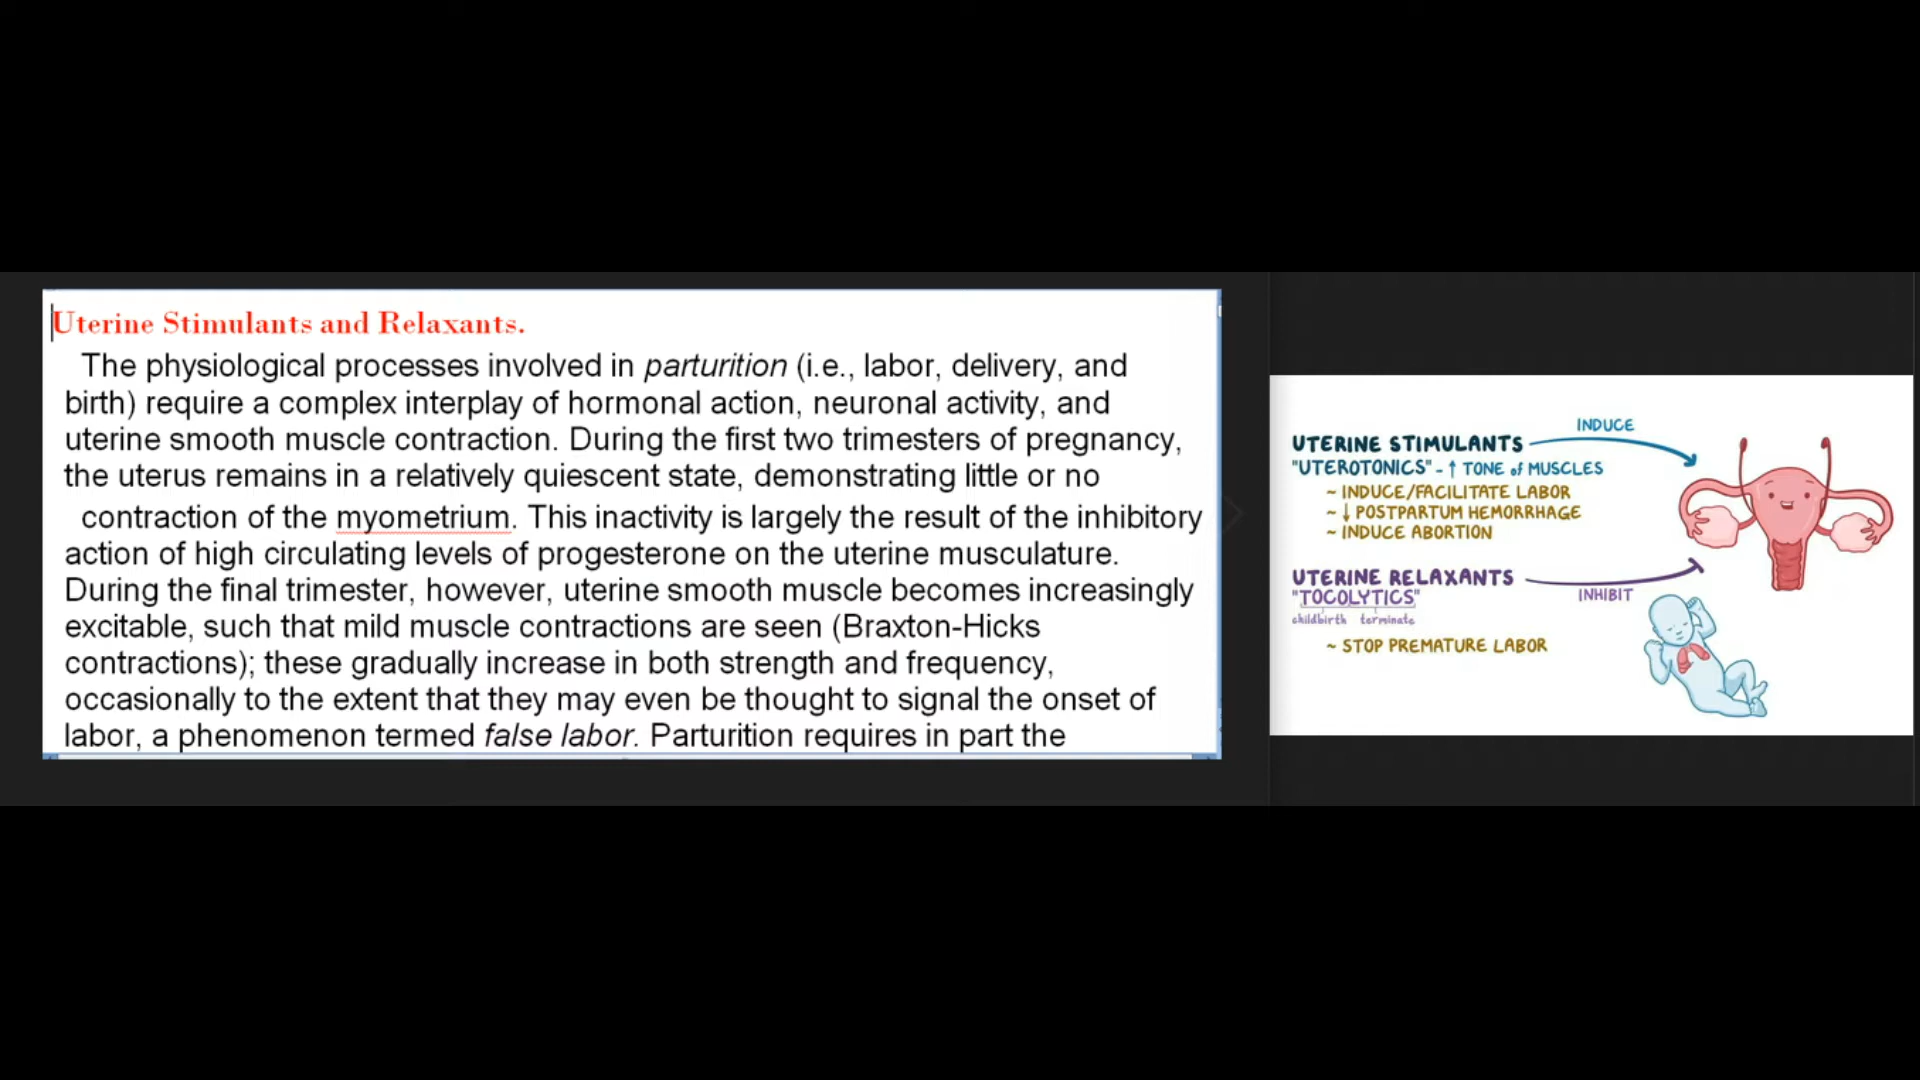 Uterine Stimulants and Relaxants.
The physiological processes involved in parturition (i.e., labor, delivery, and
birth) require a complex interplay of hormonal action, neuronal activity, and
uterine smooth muscle contraction. During the first two trimesters of pregnancy,
the uterus remains in a relatively quiescent state, demonstrating little or no
contraction of the myometrium. This inactivity is largely the result of the inhibitory
action of high circulating levels of progesterone on the uterine musculature.
During the final trimester, however, uterine smooth muscle becomes increasingly
excitable, such that mild muscle contractions are seen (Braxton-Hicks
contractions); these gradually increase in both strength and frequency,
occasionally to the extent that they may even be thought to signal the onset of
labor, a phenomenon termed false labor. Parturition requires in part the
INDUCE
UTERINE STIMULANTS
"UTEROTONICS" - ↑ TONE of MUSCLES
~ INDUCE/FACILITATE LABOR
~ ↓ POSTPARTUM HEMORRHAGE
~ INDUCE ABORTION
UTERINE RELAXANTS
"TOCOLYTICS"
INHIBIT
childbirth terminate
~ STOP PREMATURE LABOR